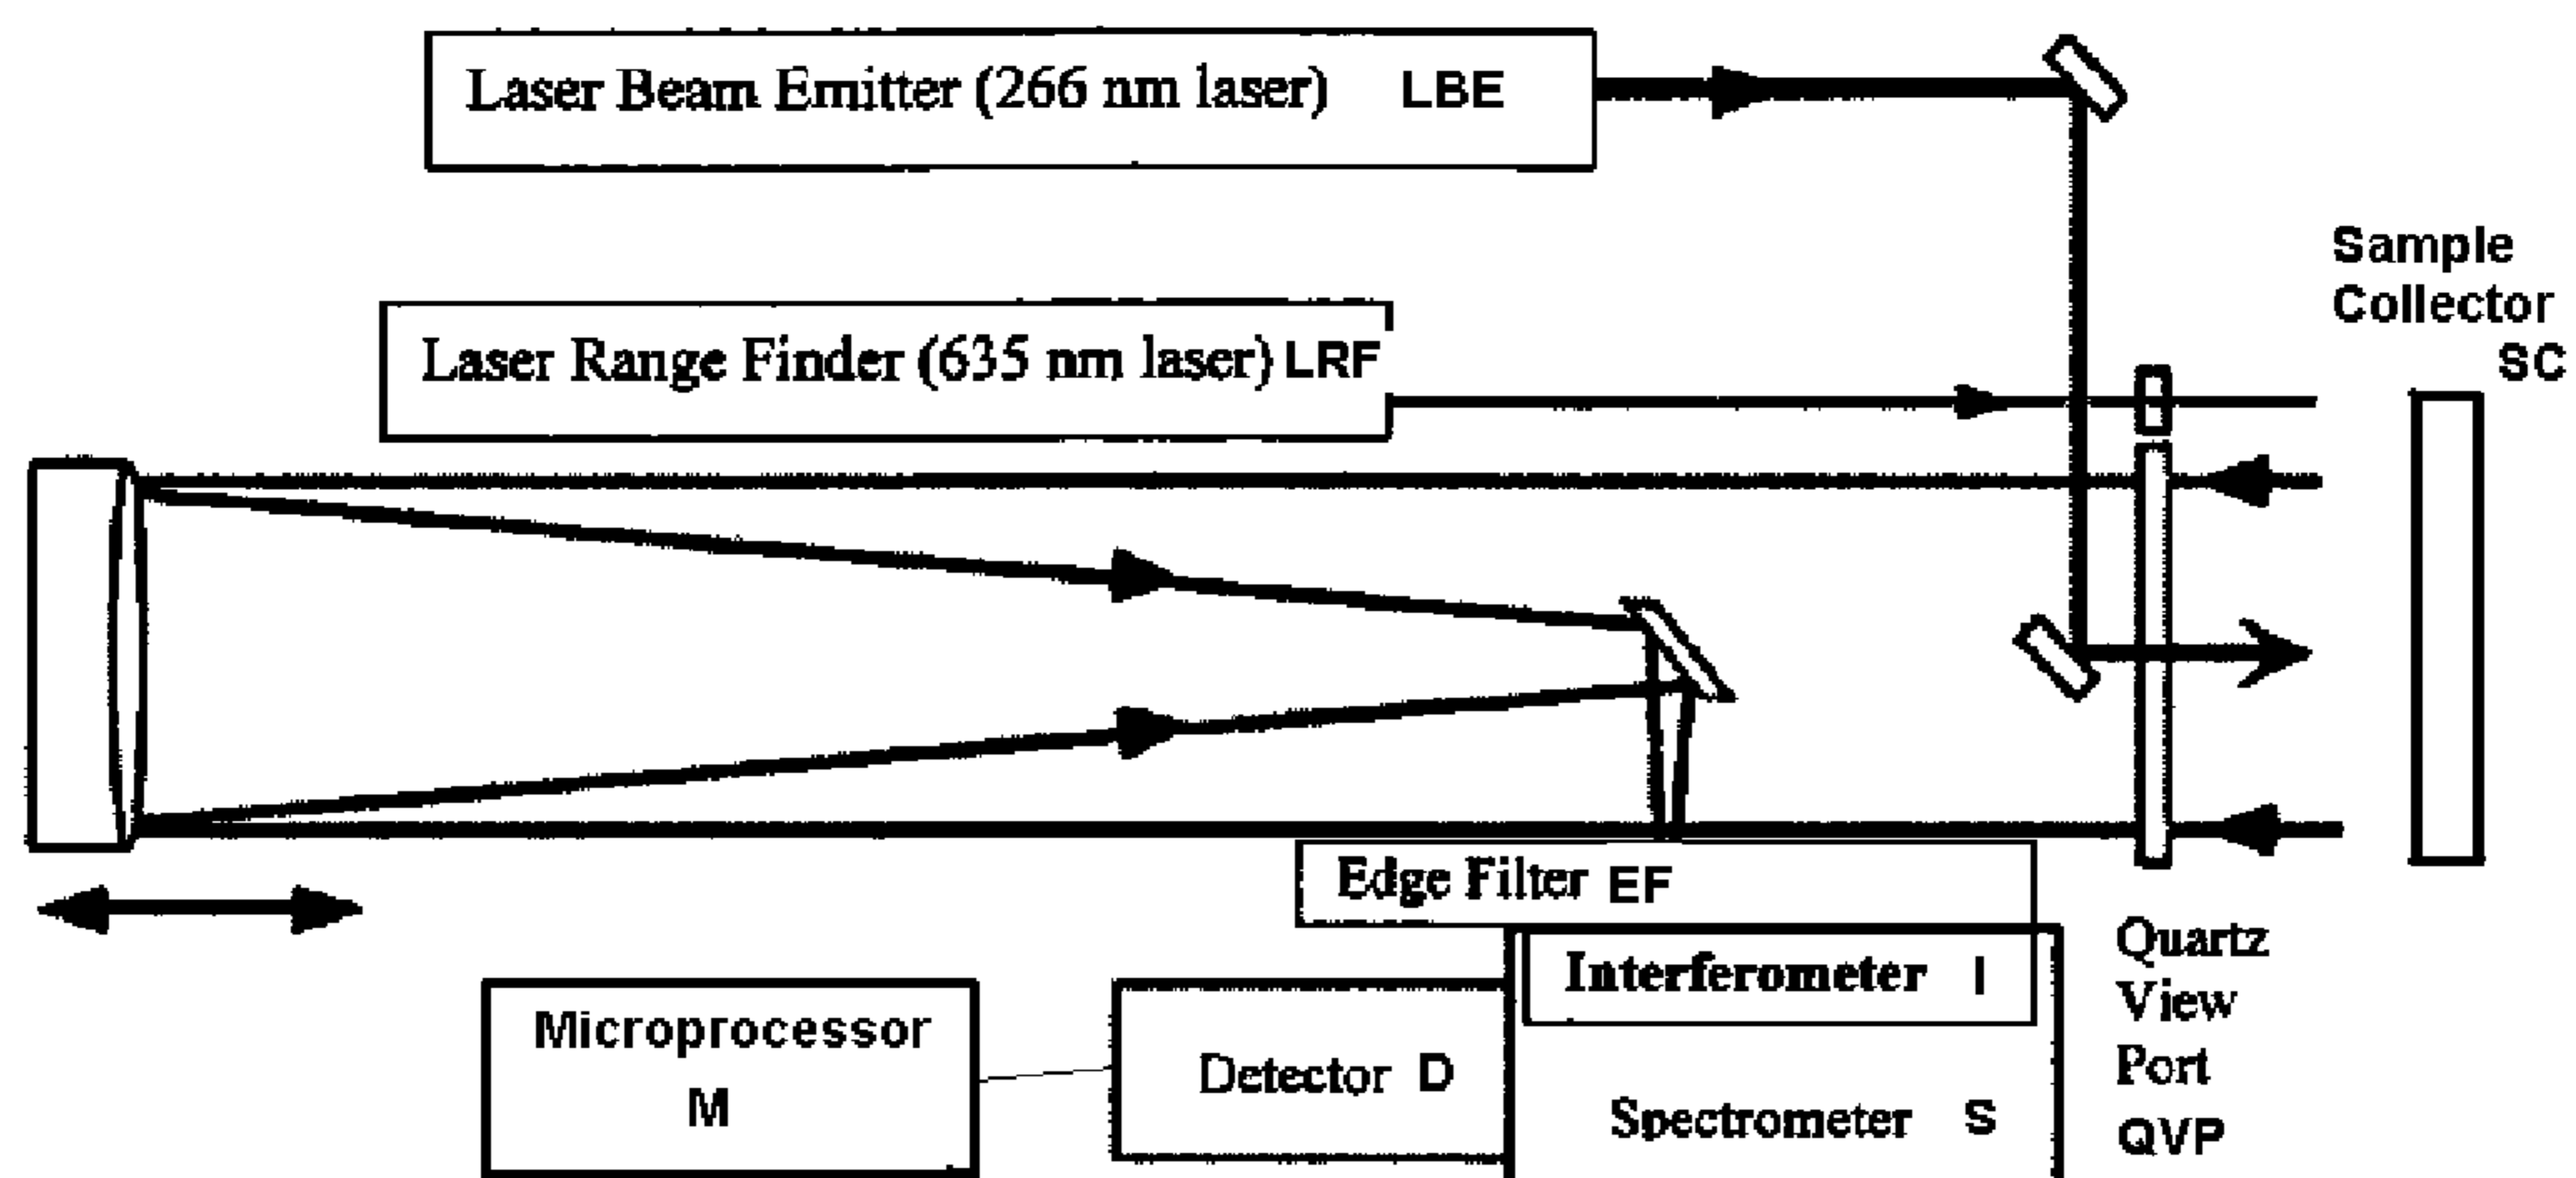 Laser Beam Emitter (266 nm laser) LBE
Sample
Collector
SC
Laser Range Finder (635 nm laser) LRF
Edge Filter EF
Interferometer I
Spectrometer S
Detector D
Microprocessor
M
Quartz
View
Port
QVP